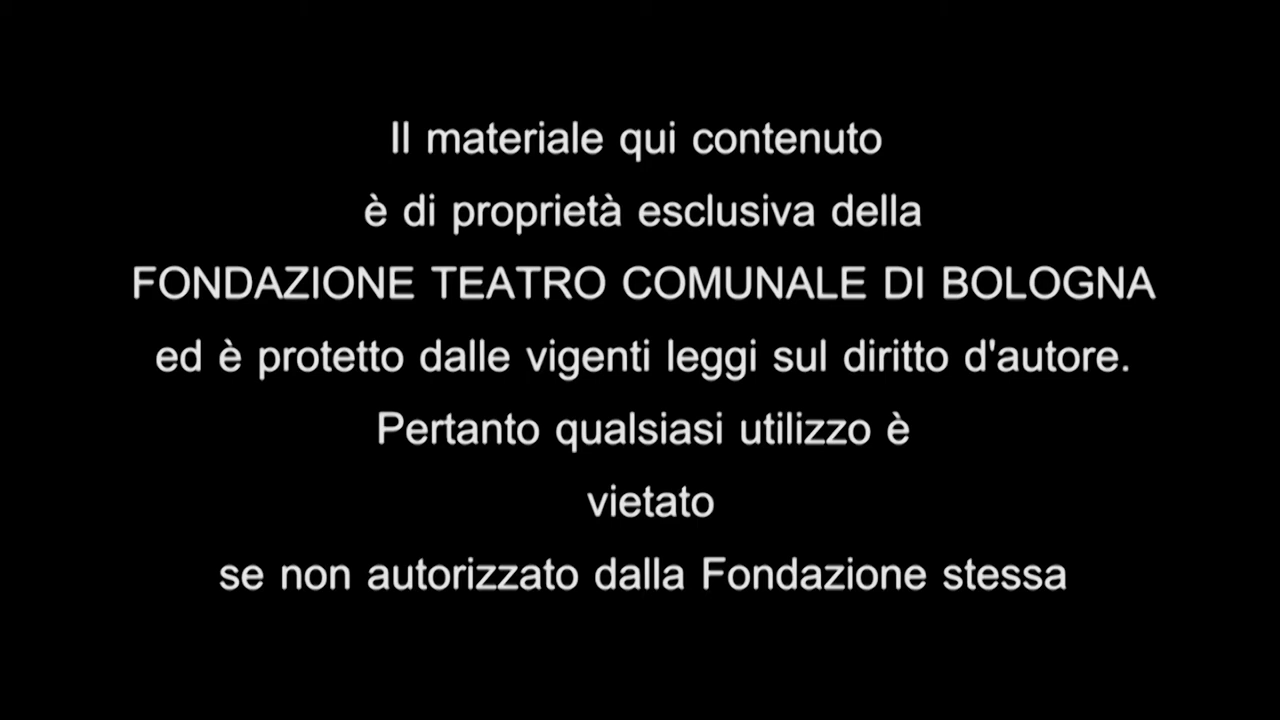 Il materiale qui contenuto
è di proprietà esclusiva della
FONDAZIONE TEATRO COMUNALE DI BOLOGNA
ed è protetto dalle vigenti leggi sul diritto d'autore.
Pertanto qualsiasi utilizzo è
vietato
se non autorizzato dalla Fondazione stessa